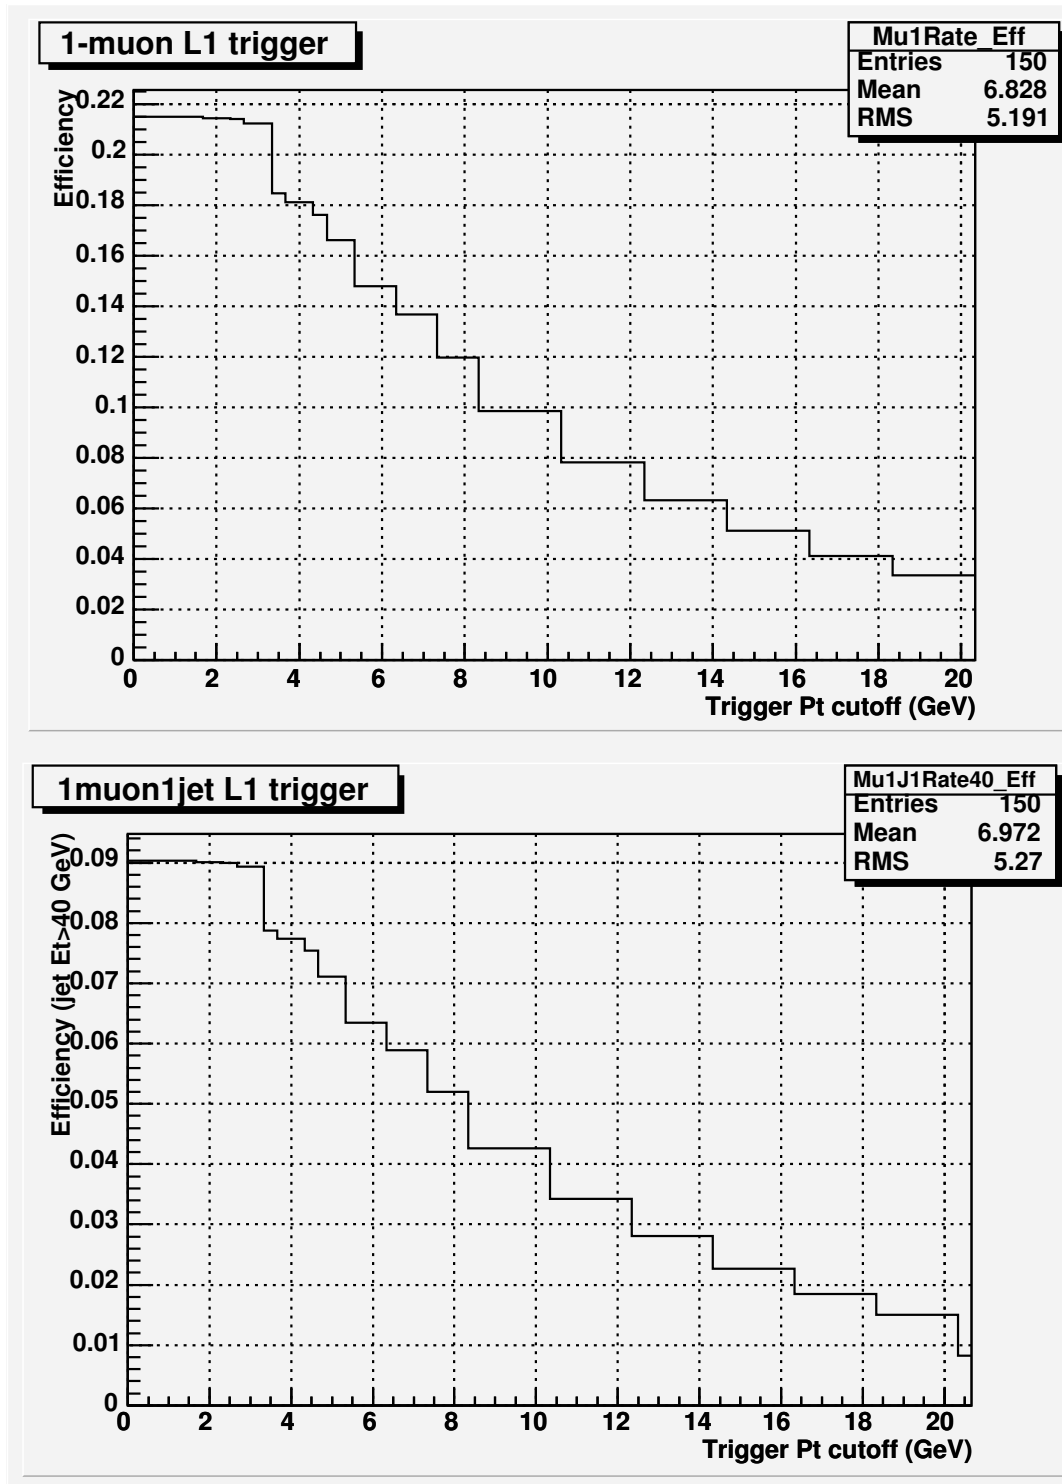 1-muon L1 trigger
Mu1Rate_Eff
Entries 150
Mean 6.828
RMS 5.191
Efficiency
0.22
0.2
0.18
0.16
0.14
0.12
0.1
0.08
0.06
0.04
0.02
0
0 2 4 6 8 10 12 14 16 18 20
Trigger Pt cutoff (GeV)
1muon1jet L1 trigger
Mu1J1Rate40_Eff
Entries 150
Mean 6.972
RMS 5.27
Efficiency (jet Et>40 GeV)
0.09
0.08
0.07
0.06
0.05
0.04
0.03
0.02
0.01
0
0 2 4 6 8 10 12 14 16 18 20
Trigger Pt cutoff (GeV)